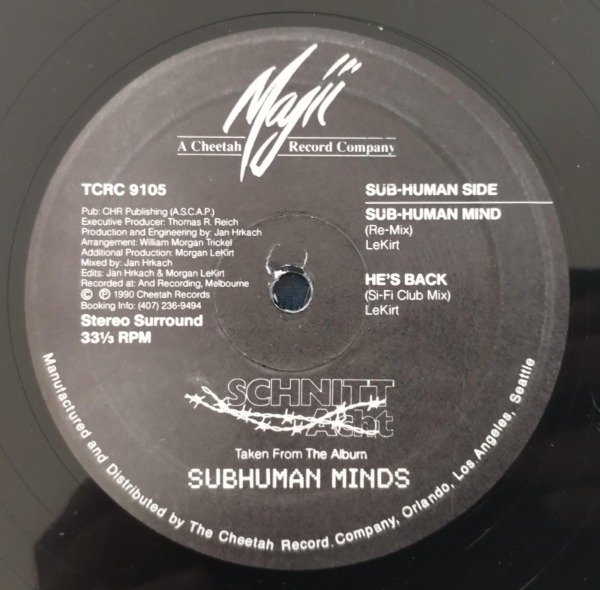 Majii
A Cheetah Record Company
TCRC 9105
Pub: CHR Publishing (A.S.C.A.P.)
Executive Producer: Thomas R. Reich
Production and Engineering by: Jan Hrkach
Arrangement: William Morgan Trickel
Additional Production: Morgan LeKirt
Mixed by: Jan Hrkach
Edits: Jan Hrkach & Morgan LeKirt
Recorded at: And Recording, Melbourne
© ℗ 1990 Cheetah Records
Booking Info: (407) 236-9494
Stereo Surround
33⅓ RPM
SUB-HUMAN SIDE
SUB-HUMAN MIND
(Re-Mix)
LeKirt
HE'S BACK
(Si-Fi Club Mix)
LeKirt
SCHNITT
Acht
Taken From The Album
SUBHUMAN MINDS
Manufactured and Distributed by The Cheetah Record Company, Orlando, Los Angeles, Seattle